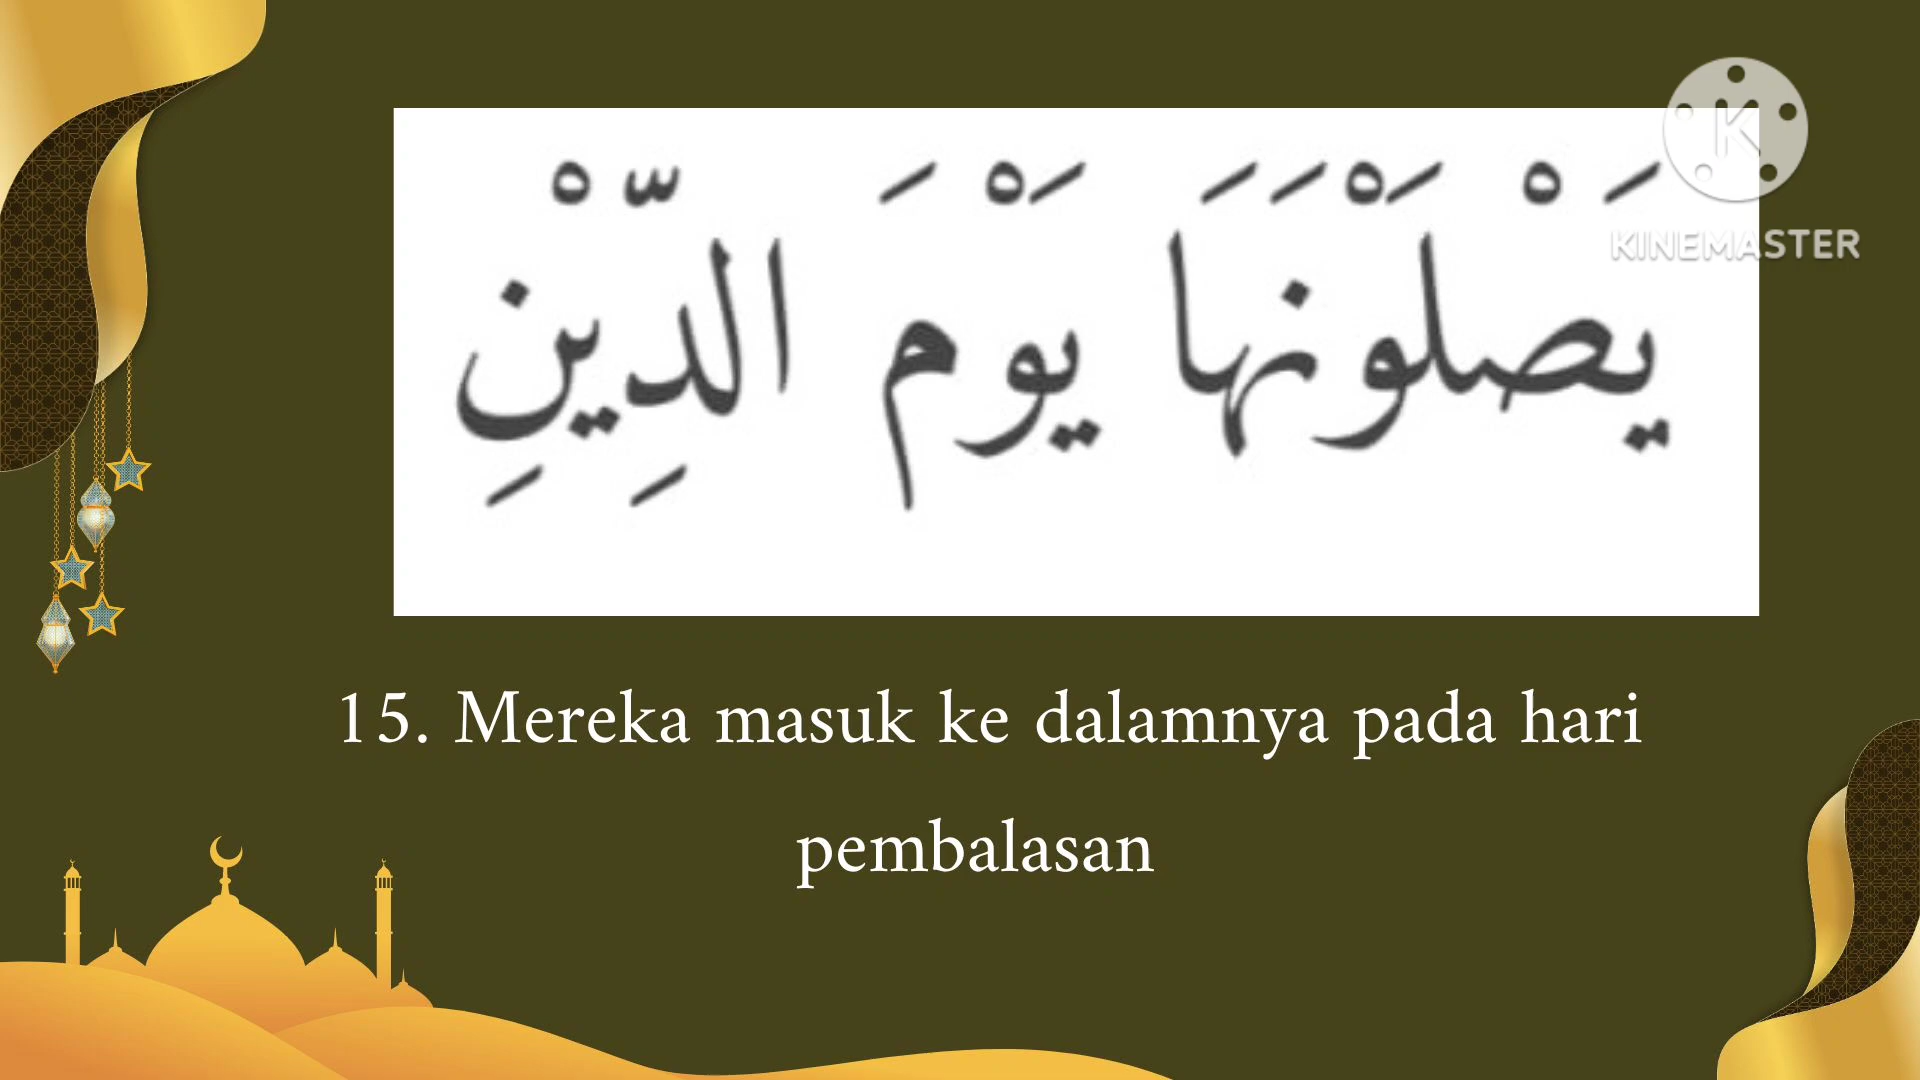 KINEMASTER
يَصْلَوْنَهَا يَوْمَ الدِّيْنِ
15. Mereka masuk ke dalamnya pada hari
pembalasan